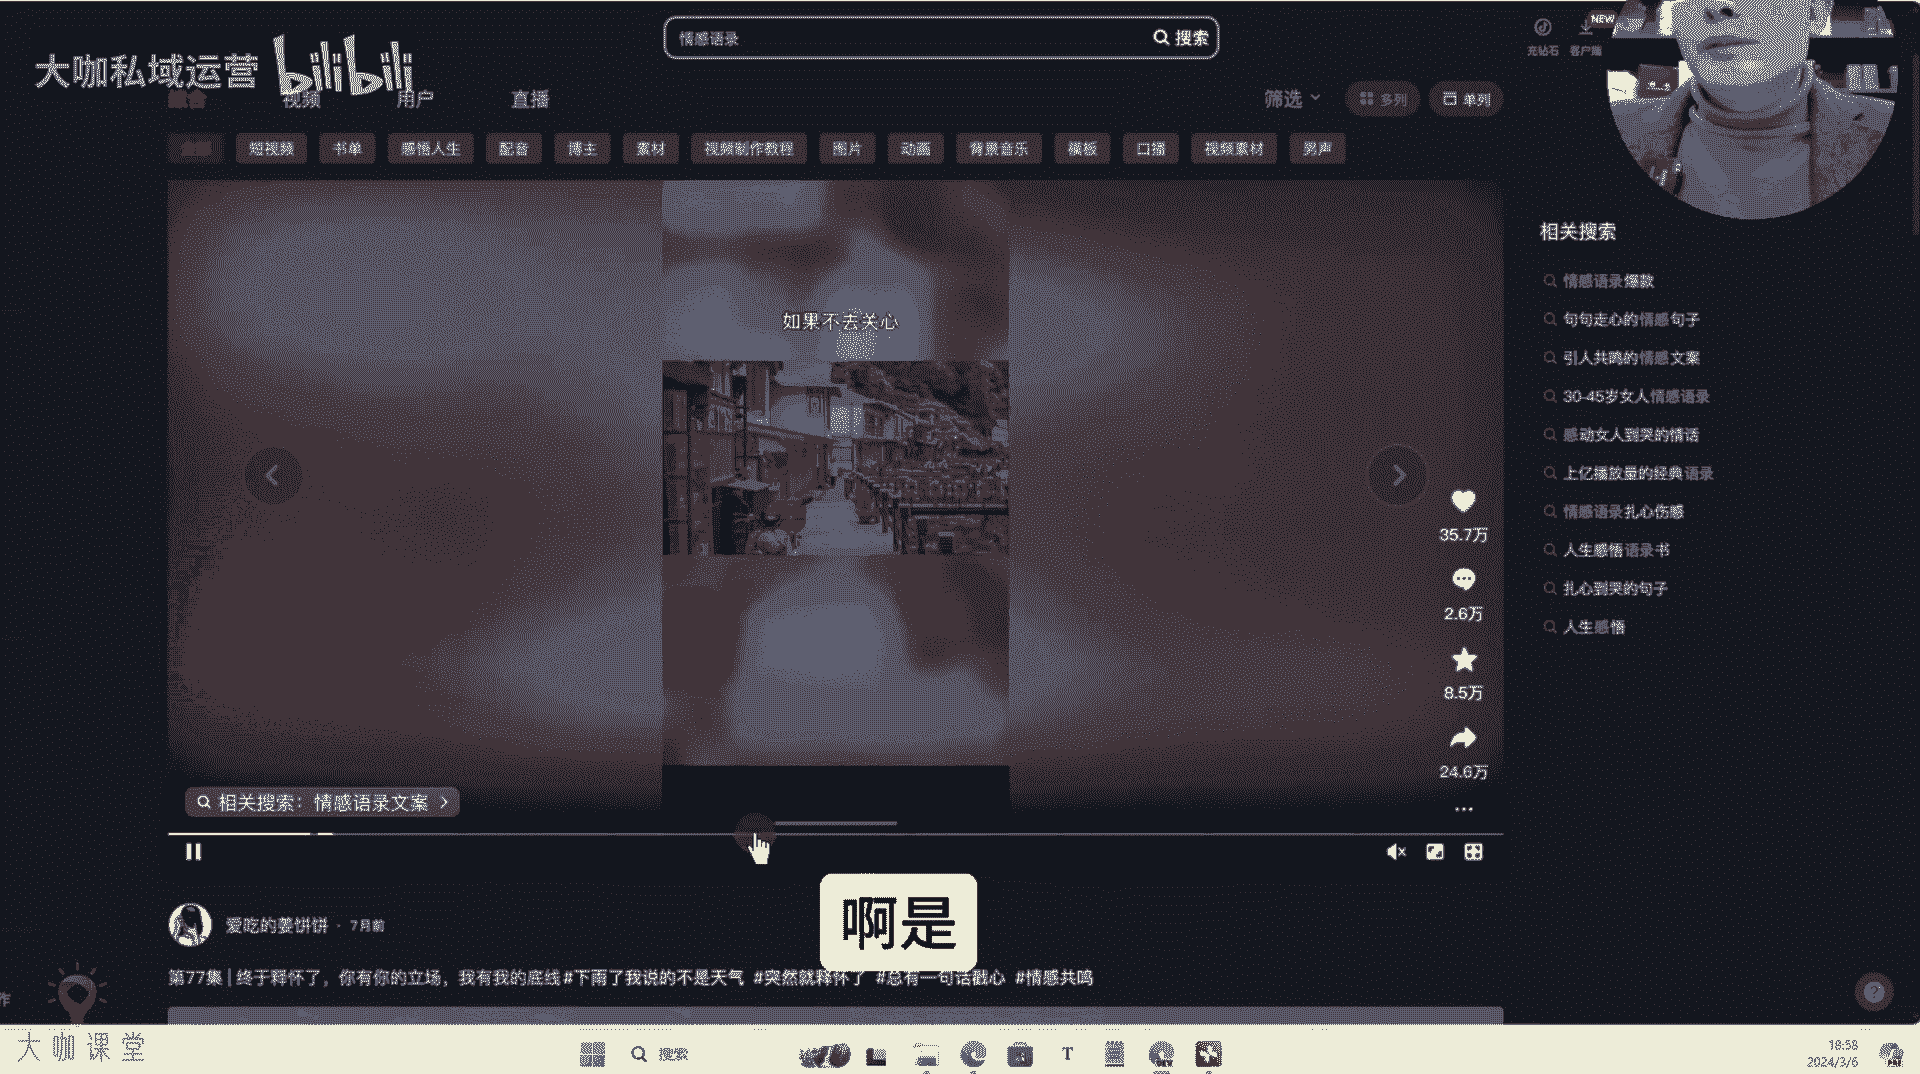 大咖私域运营 bilibili
情感语录
搜索
充钻石
客户端
NEW
综合
视频
用户
直播
筛选
多列
单列
短视频
书单
感悟人生
配音
博主
素材
视频制作教程
图片
动画
背景音乐
模板
口播
视频素材
男声
如果不去关心
相关搜索
情感语录爆款
句句走心的情感句子
引人共鸣的情感文案
30-45岁女人情感语录
感动女人到哭的情话
上亿播放量的经典语录
情感语录扎心伤感
人生感悟语录书
扎心到哭的句子
人生感悟
35.7万
2.6万
8.5万
24.6万
相关搜索：情感语录文案
啊是
爱吃的姜饼饼 · 7月前
第77集 | 终于释怀了，你有你的立场，我有我的底线#下雨了我说的不是天气 #突然就释怀了 #总有一句话戳心 #情感共鸣
作
大咖课堂
搜索
18:58
2024/3/6